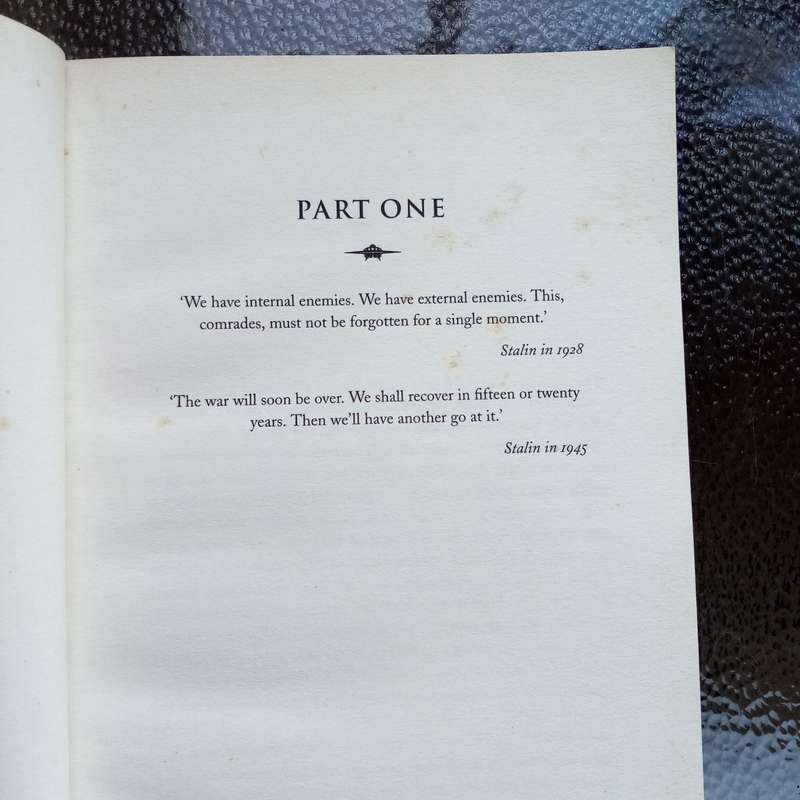 PART ONE
‘We have internal enemies. We have external enemies. This,
comrades, must not be forgotten for a single moment.’
Stalin in 1928
‘The war will soon be over. We shall recover in fifteen or twenty
years. Then we’ll have another go at it.’
Stalin in 1945